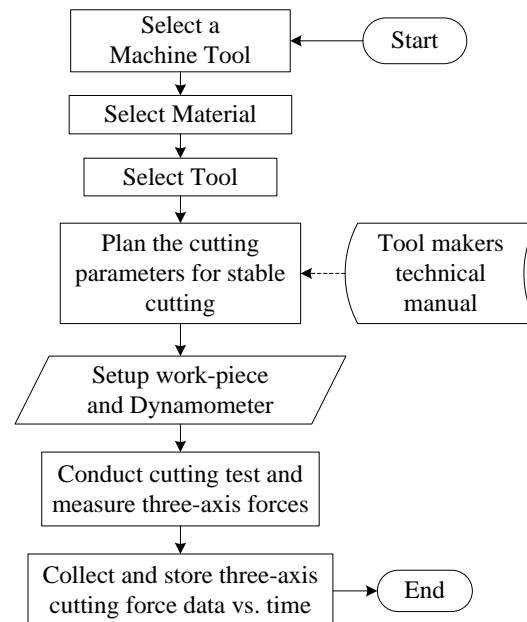 Start
Select a
Machine Tool
Select Material
Select Tool
Plan the cutting
parameters for stable
cutting
Tool makers
technical
manual
Setup work-piece
and Dynamometer
Conduct cutting test and
measure three-axis forces
Collect and store three-axis
cutting force data vs. time
End